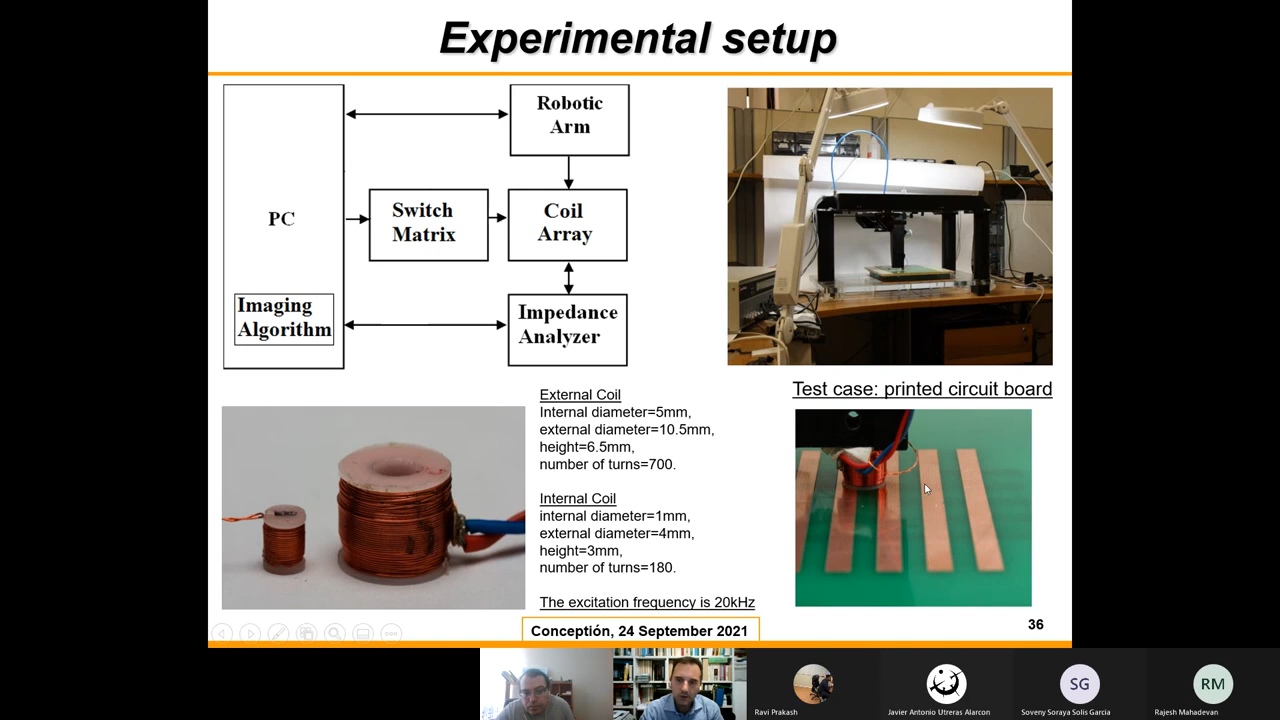 Experimental setup
Robotic
Arm
PC
Switch
Matrix
Coil
Array
Imaging
Algorithm
Impedance
Analyzer
Test case: printed circuit board
External Coil
Internal diameter=5mm,
external diameter=10.5mm,
height=6.5mm,
number of turns=700.
Internal Coil
internal diameter=1mm,
external diameter=4mm,
height=3mm,
number of turns=180.
The excitation frequency is 20kHz
Conceptión, 24 September 2021
36
SG
RM
Ravi Prakash
Javier Antonio Utreras Alarcon
Soveny Soraya Solis Garcia
Rajesh Mahadevan